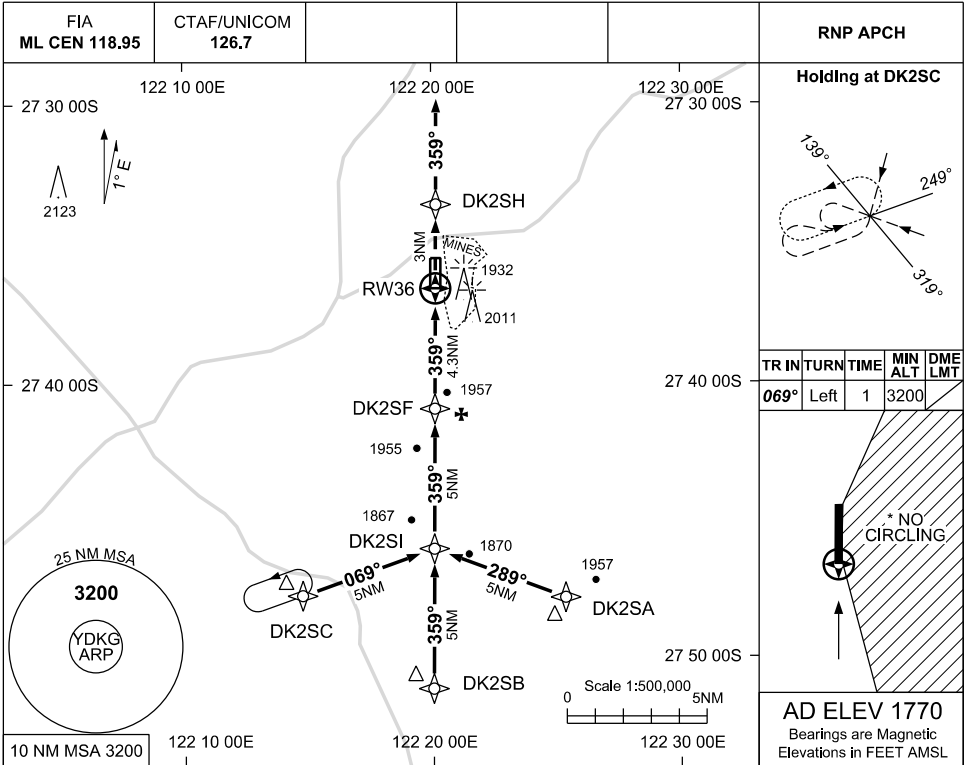 FIA
ML CEN 118.95
CTAF/UNICOM
126.7
RNP APCH
122 10 00E
122 20 00E
122 30 00E
27 30 00S
27 30 00S
1° E
2123
359°
DK2SH
3NM
MINES
1932
RW36
2011
359°
4.3NM
27 40 00S
27 40 00S
1957
DK2SF
1955
359°
5NM
1867
DK2SI
1870
069°
5NM
289°
5NM
1957
DK2SC
DK2SA
359°
5NM
DK2SB
27 50 00S
25 NM MSA
3200
YDKG
ARP
10 NM MSA 3200
Scale 1:500,000
0
5NM
122 10 00E
122 20 00E
122 30 00E
Holding at DK2SC
139°
249°
319°
TR IN TURN TIME MIN ALT DME LMT
069° Left 1 3200
* NO
CIRCLING
AD ELEV 1770
Bearings are Magnetic
Elevations in FEET AMSL